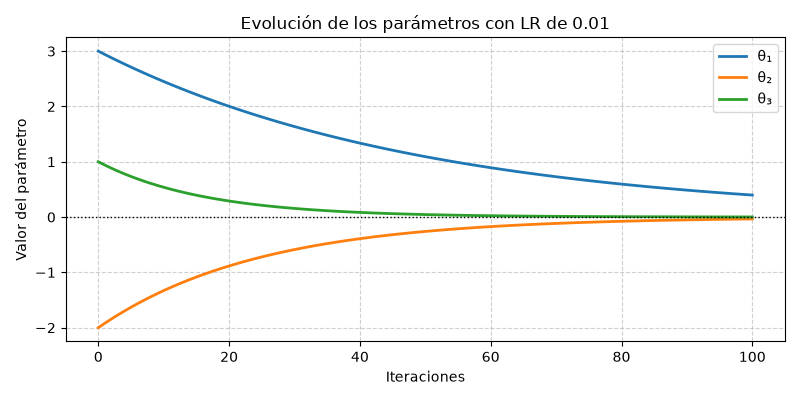 Evolución de los parámetros con LR de 0.01
Valor del parámetro
3
2
1
0
−1
−2
θ₁
θ₂
θ₃
0 20 40 60 80 100
Iteraciones